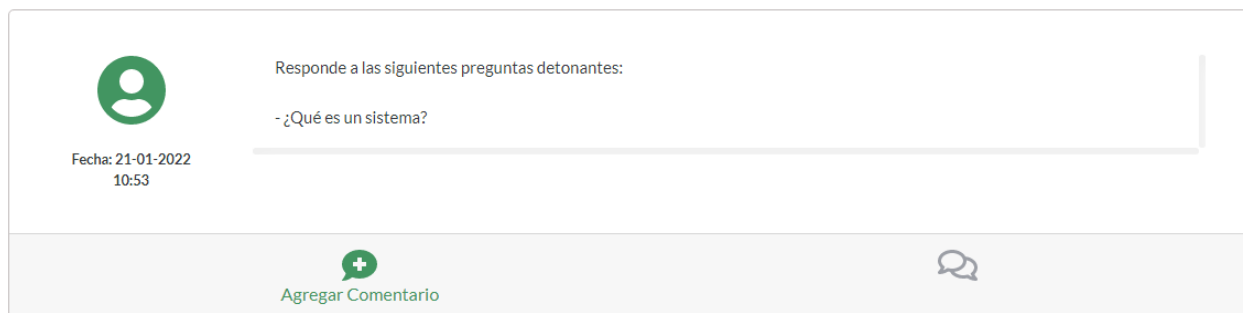 Responde a las siguientes preguntas detonantes:
- ¿Qué es un sistema?
Fecha: 21-01-2022
10:53
Agregar Comentario